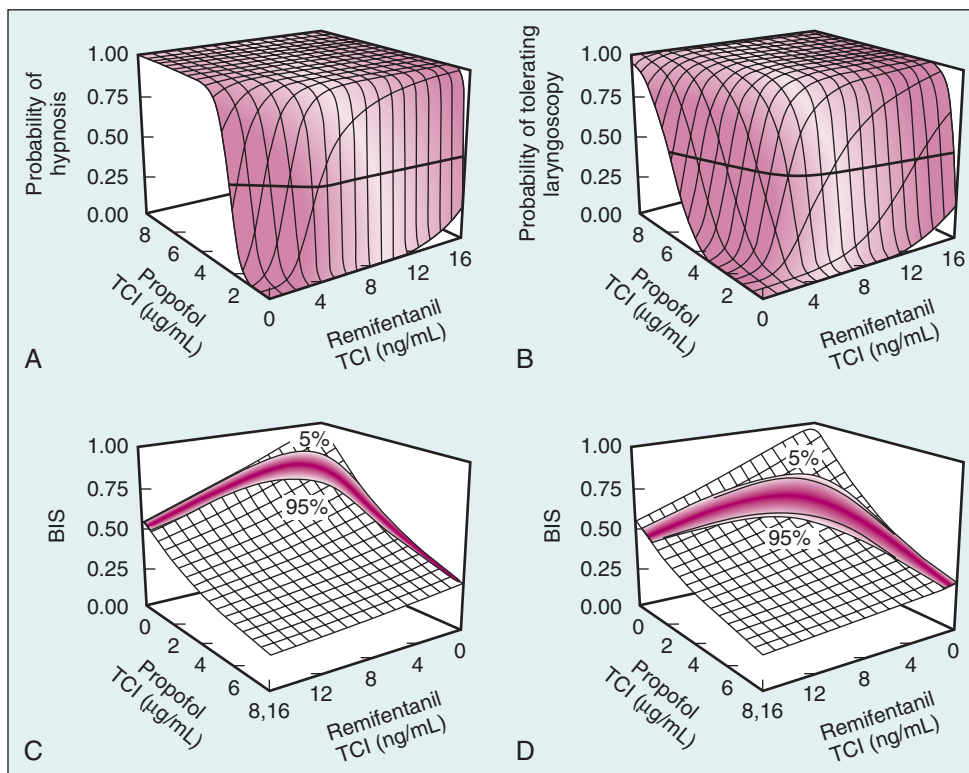 1.00
0.75
0.50
0.25
0.00
Probability of
hypnosis
8
6
4
2
0
Propofol
TCI (μg/mL)
4
8
12
16
Remifentanil
TCI (ng/mL)
A
1.00
0.75
0.50
0.25
0.00
Probability of tolerating
laryngoscopy
8
6
4
2
0
Propofol
TCI (μg/mL)
4
8
12
16
Remifentanil
TCI (ng/mL)
B
1.00
0.75
0.50
0.25
0.00
BIS
5%
95%
0
2
4
6
8,16
Propofol
TCI (μg/mL)
12
8
4
0
Remifentanil
TCI (ng/mL)
C
1.00
0.75
0.50
0.25
0.00
BIS
5%
95%
0
2
4
6
8,16
Propofol
TCI (μg/mL)
12
8
4
0
Remifentanil
TCI (ng/mL)
D